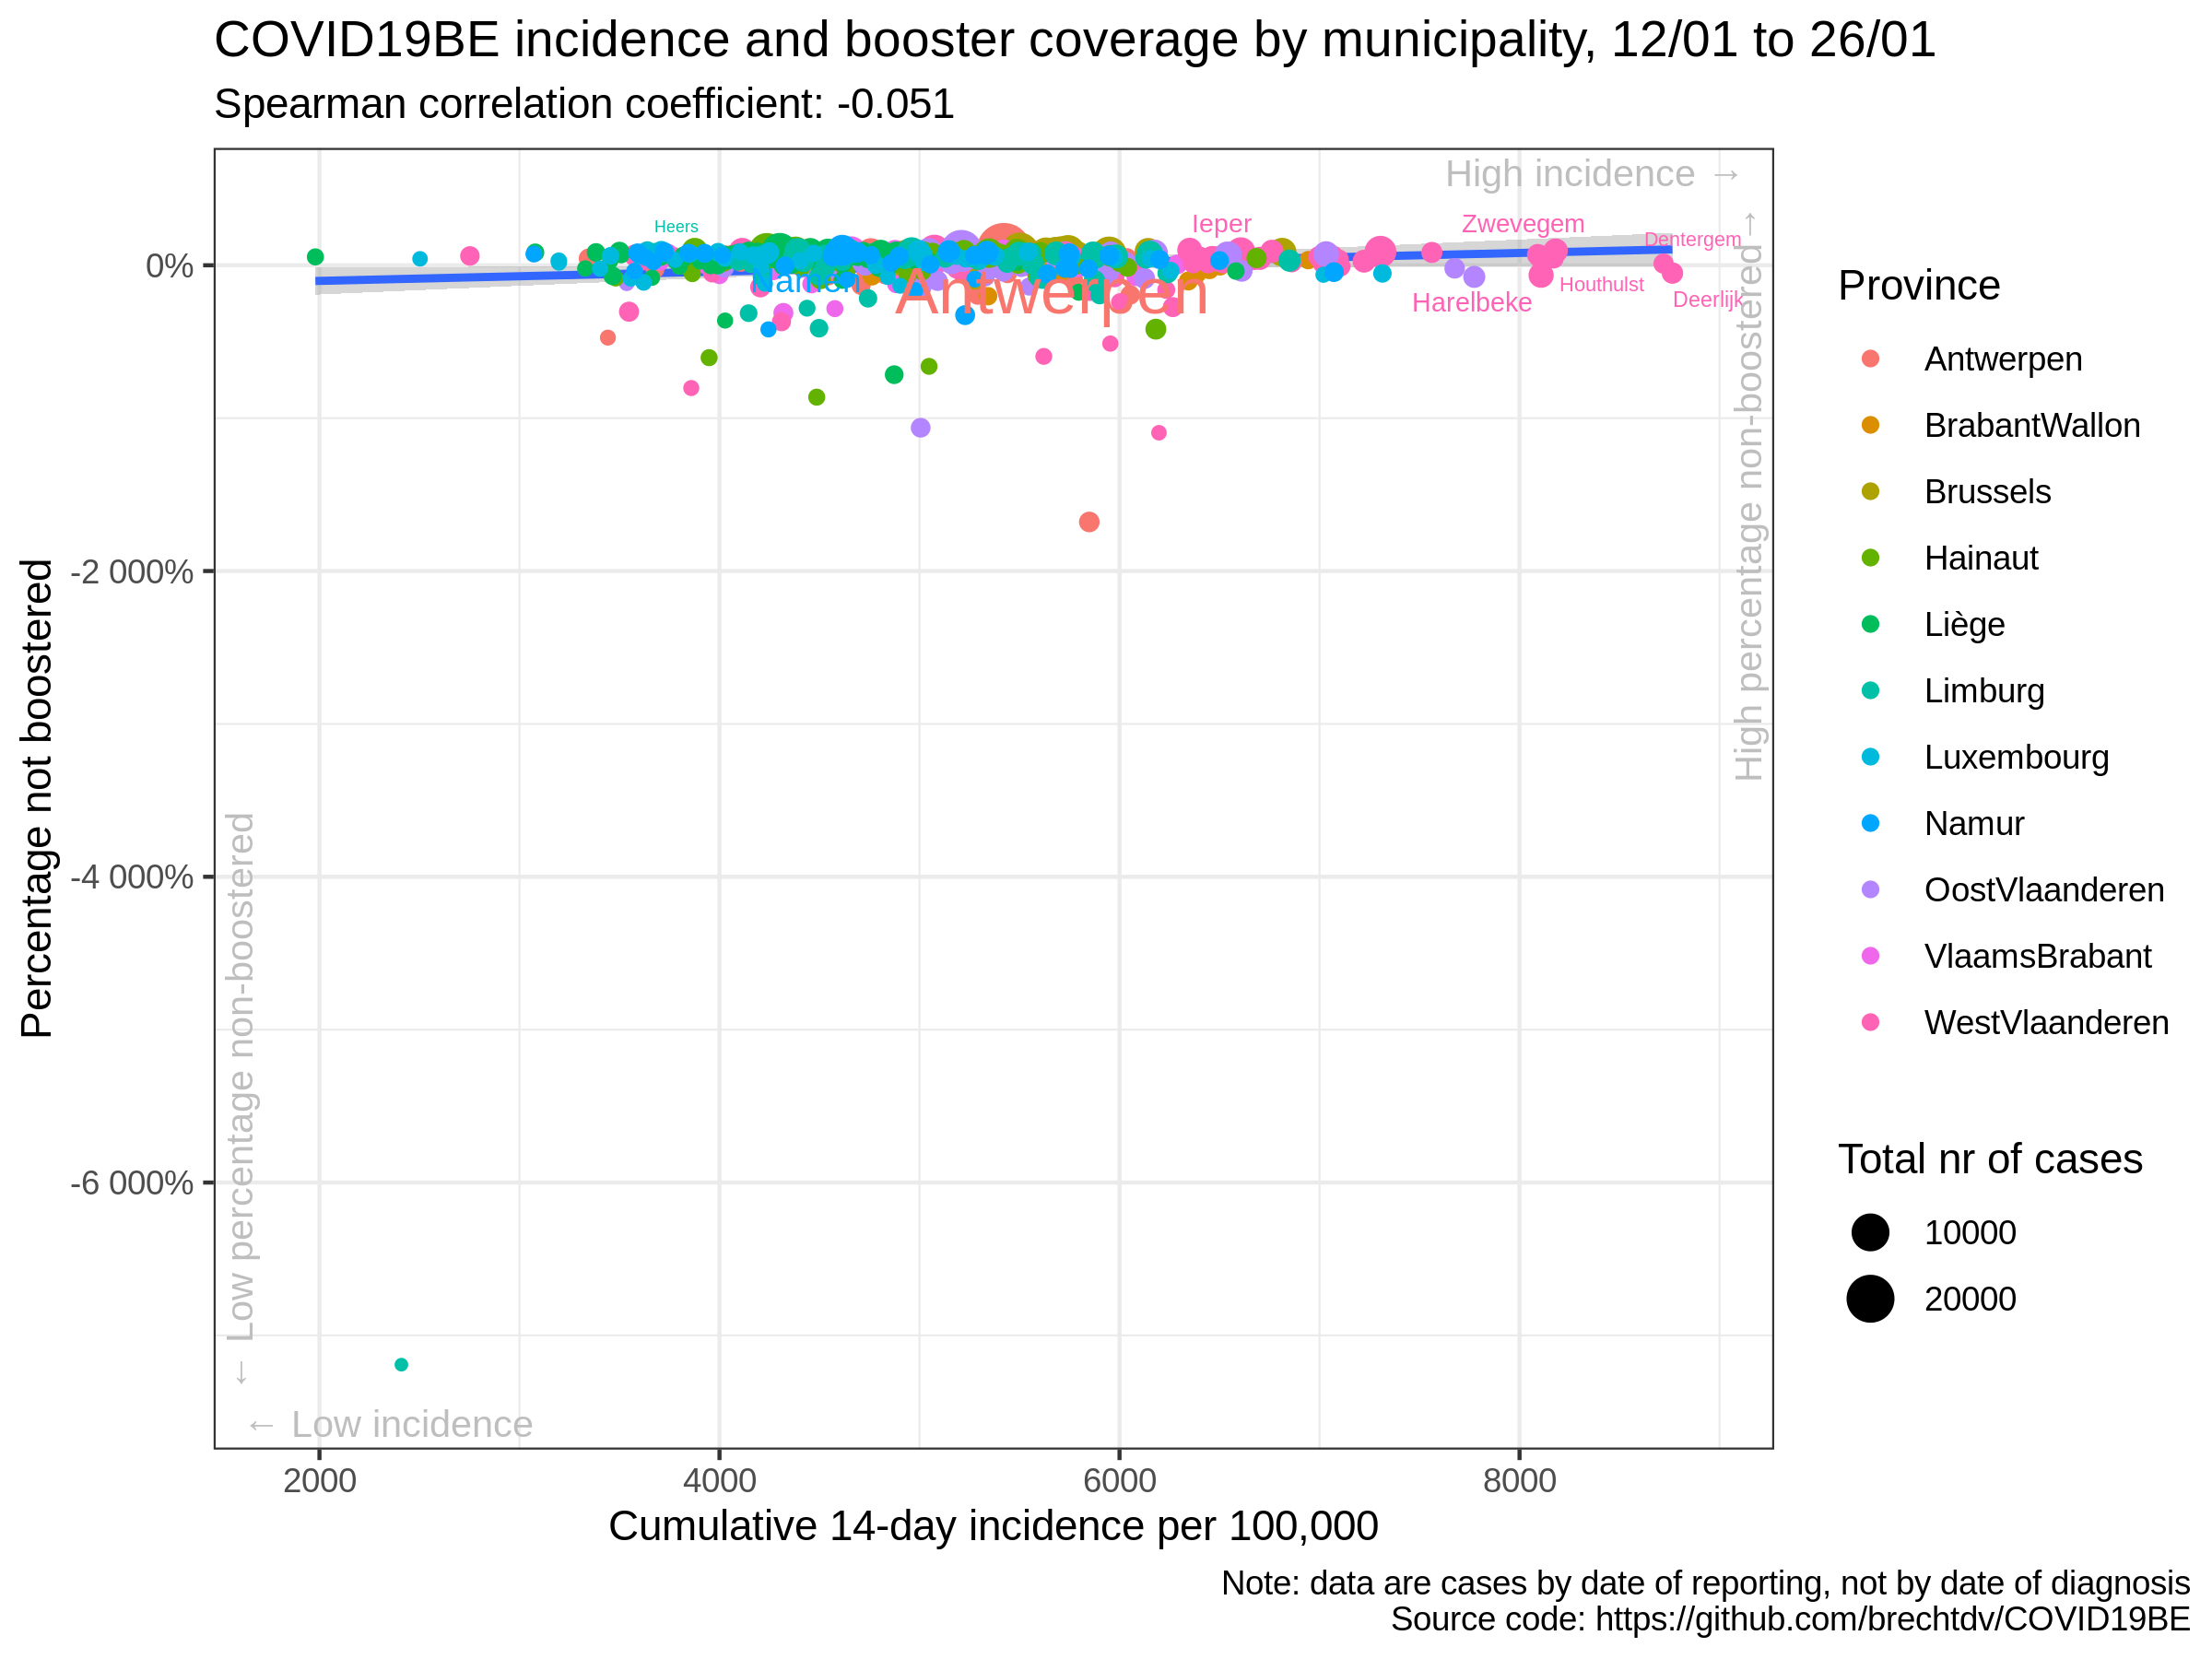 COVID19BE incidence and booster coverage by municipality, 12/01 to 26/01
Spearman correlation coefficient: -0.051
High incidence →
High percentage non-boostered →
Heers
Ieper
Zwevegem
Dentergem
Houthulst
Harelbeke
Deerlijk
Namur
Antwerpen
0%
-2 000%
-4 000%
-6 000%
Percentage not boostered
← Low percentage non-boostered
← Low incidence
2000
4000
6000
8000
Cumulative 14-day incidence per 100,000
Province
Antwerpen
BrabantWallon
Brussels
Hainaut
Liège
Limburg
Luxembourg
Namur
OostVlaanderen
VlaamsBrabant
WestVlaanderen
Total nr of cases
10000
20000
Note: data are cases by date of reporting, not by date of diagnosis
Source code: https://github.com/brechtdv/COVID19BE